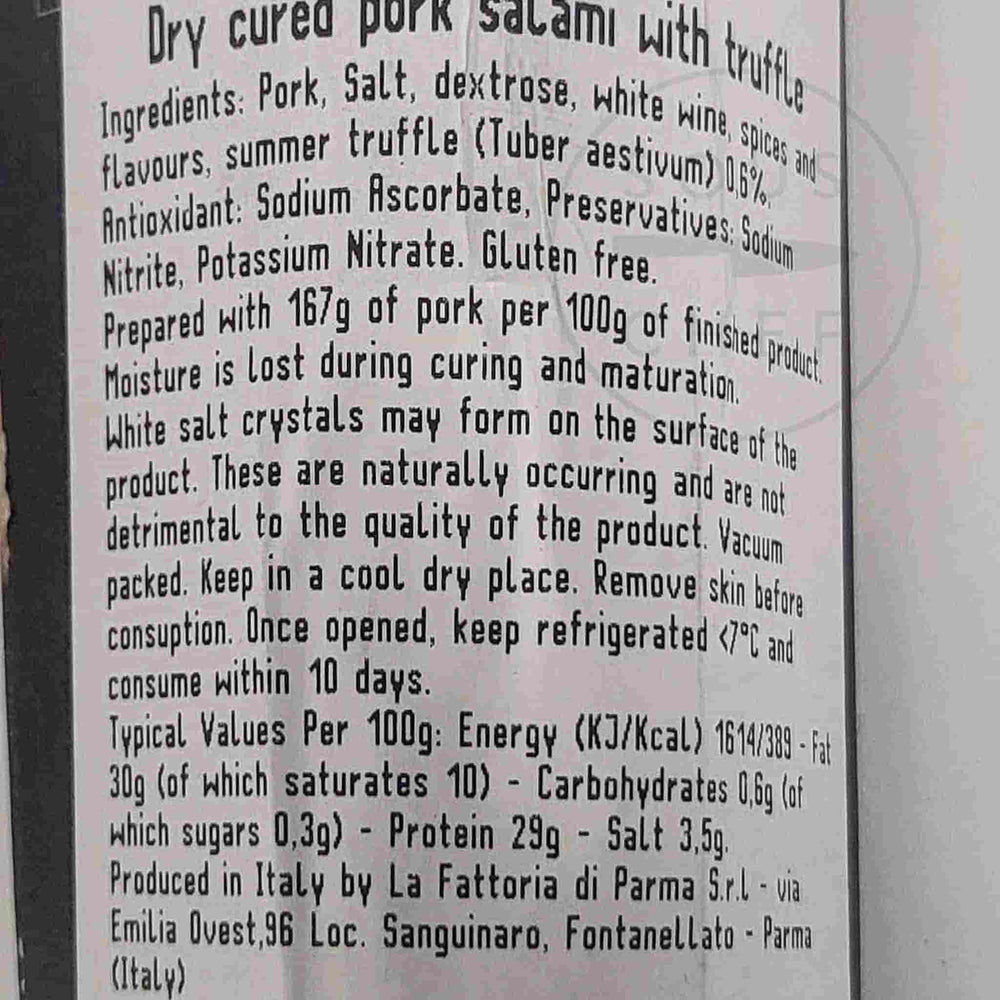 Dry cured pork salami with truffle
Ingredients: Pork, Salt, dextrose, white wine, spices and
flavours, summer truffle (Tuber aestivum) 0,6%.
Antioxidant: Sodium Ascorbate, Preservatives: Sodium
Nitrite, Potassium Nitrate. Gluten free.
Prepared with 167g of pork per 100g of finished product.
Moisture is lost during curing and maturation.
White salt crystals may form on the surface of the
product. These are naturally occurring and are not
detrimental to the quality of the product. Vacuum
packed. Keep in a cool dry place. Remove skin before
consuption. Once opened, keep refrigerated <7°C and
consume within 10 days.
Typical Values Per 100g: Energy (KJ/Kcal) 1614/389 - Fat
30g (of which saturates 10) - Carbohydrates 0,6g (of
which sugars 0,3g) - Protein 29g - Salt 3,5g.
Produced in Italy by La Fattoria di Parma S.r.l - via
Emilia Ovest,96 Loc. Sanguinaro, Fontanellato - Parma
(Italy)
SOUS
CHEF